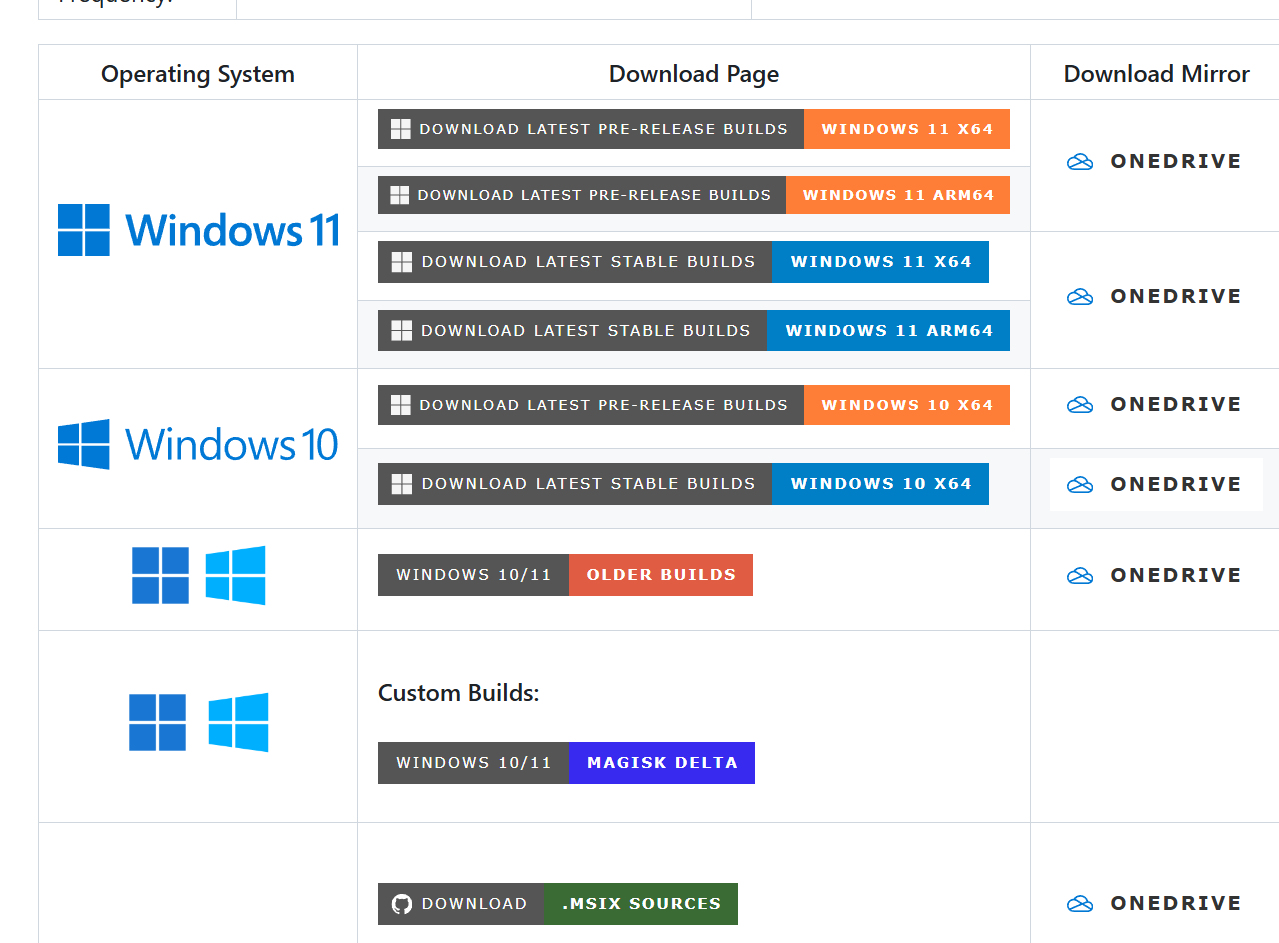 Frequency:
Operating System
Download Page
Download Mirror
Windows 11
DOWNLOAD LATEST PRE-RELEASE BUILDS WINDOWS 11 X64
ONEDRIVE
DOWNLOAD LATEST PRE-RELEASE BUILDS WINDOWS 11 ARM64
DOWNLOAD LATEST STABLE BUILDS WINDOWS 11 X64
ONEDRIVE
DOWNLOAD LATEST STABLE BUILDS WINDOWS 11 ARM64
Windows 10
DOWNLOAD LATEST PRE-RELEASE BUILDS WINDOWS 10 X64
ONEDRIVE
DOWNLOAD LATEST STABLE BUILDS WINDOWS 10 X64
ONEDRIVE
WINDOWS 10/11 OLDER BUILDS
ONEDRIVE
Custom Builds:
WINDOWS 10/11 MAGISK DELTA
DOWNLOAD .MSIX SOURCES
ONEDRIVE